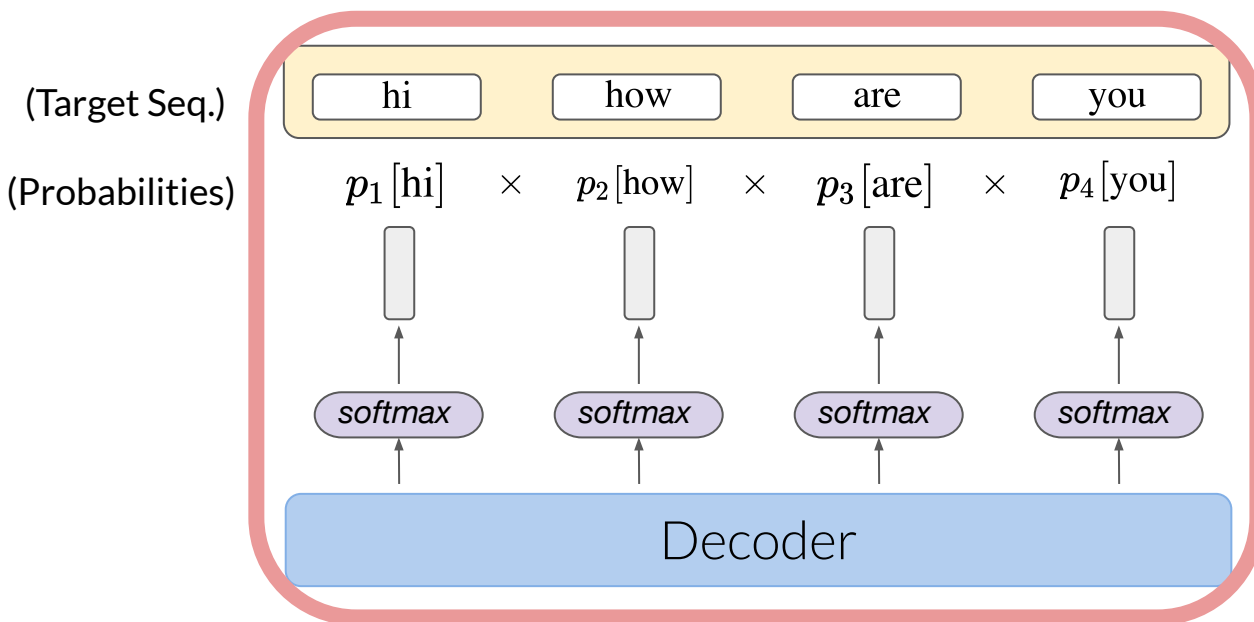 (Target Seq.) hi how are you
(Probabilities) p₁[hi] × p₂[how] × p₃[are] × p₄[you]
softmax softmax softmax softmax
Decoder